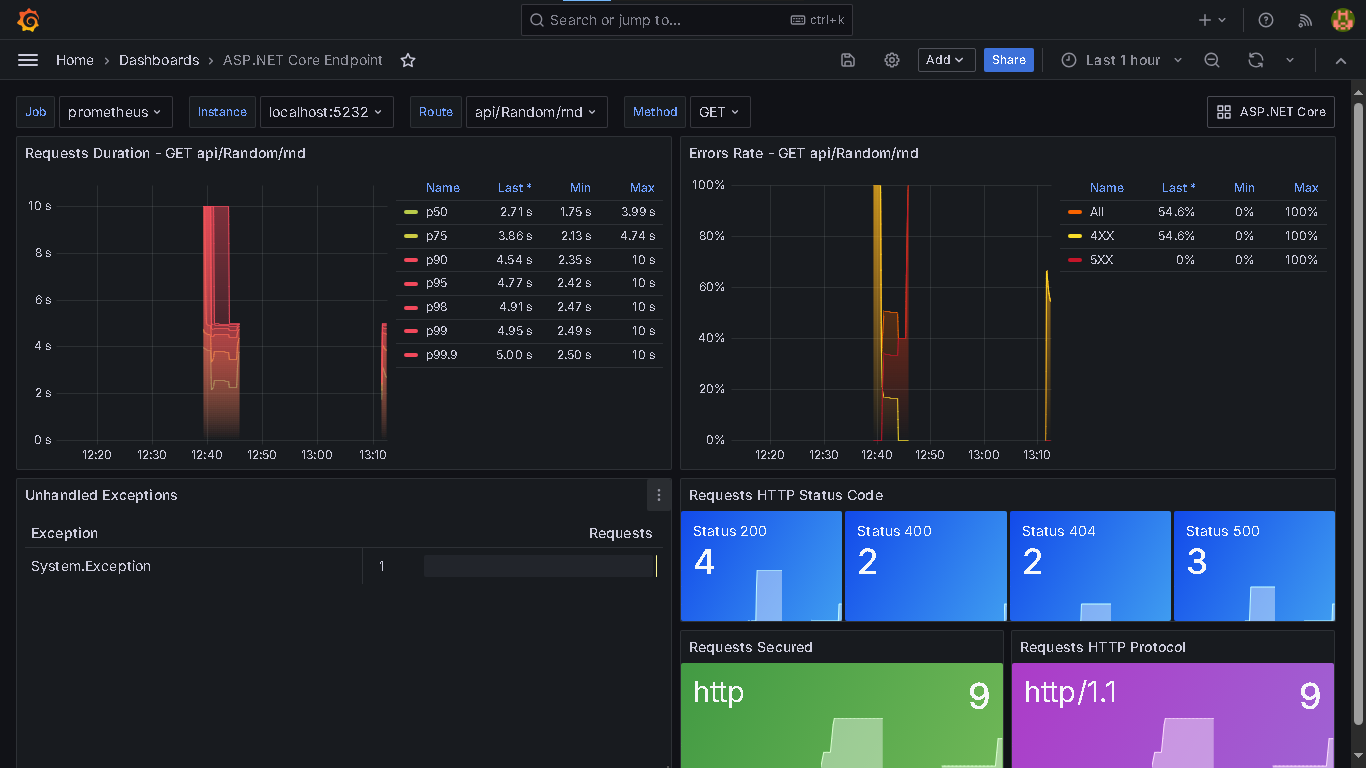 Search or jump to... ctrl+k
Home › Dashboards › ASP.NET Core Endpoint Add Share Last 1 hour
Job prometheus Instance localhost:5232 Route api/Random/rnd Method GET ASP.NET Core
Requests Duration - GET api/Random/rnd
10 s
8 s
6 s
4 s
2 s
0 s
12:20 12:30 12:40 12:50 13:00 13:10
Name Last * Min Max
p50 2.71 s 1.75 s 3.99 s
p75 3.86 s 2.13 s 4.74 s
p90 4.54 s 2.35 s 10 s
p95 4.77 s 2.42 s 10 s
p98 4.91 s 2.47 s 10 s
p99 4.95 s 2.49 s 10 s
p99.9 5.00 s 2.50 s 10 s
Errors Rate - GET api/Random/rnd
100%
80%
60%
40%
20%
0%
12:20 12:30 12:40 12:50 13:00 13:10
Name Last * Min Max
All 54.6% 0% 100%
4XX 54.6% 0% 100%
5XX 0% 0% 100%
Unhandled Exceptions
Exception Requests
System.Exception 1
Requests HTTP Status Code
Status 200 Status 400 Status 404 Status 500
4 2 2 3
Requests Secured
http 9
Requests HTTP Protocol
http/1.1 9